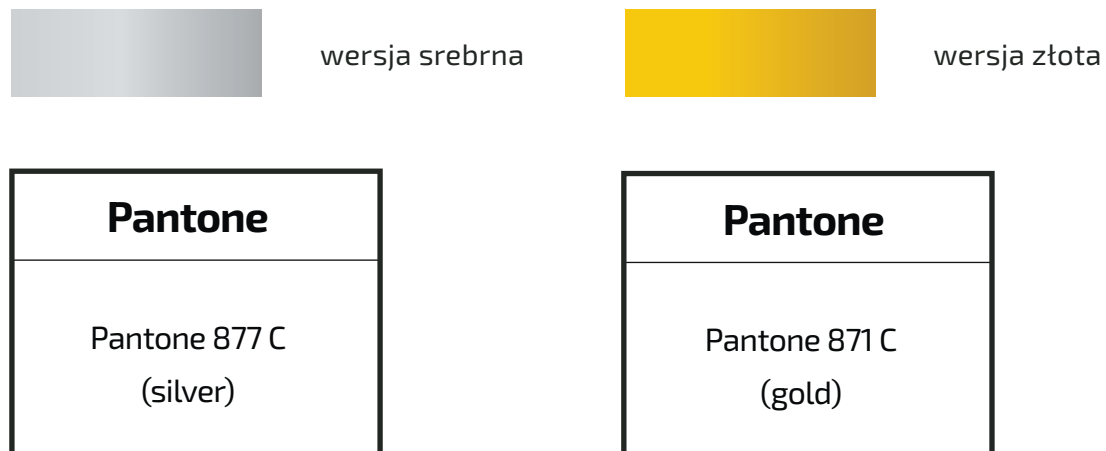 wersja srebrna
wersja złota
Pantone
Pantone 877 C
(silver)
Pantone
Pantone 871 C
(gold)